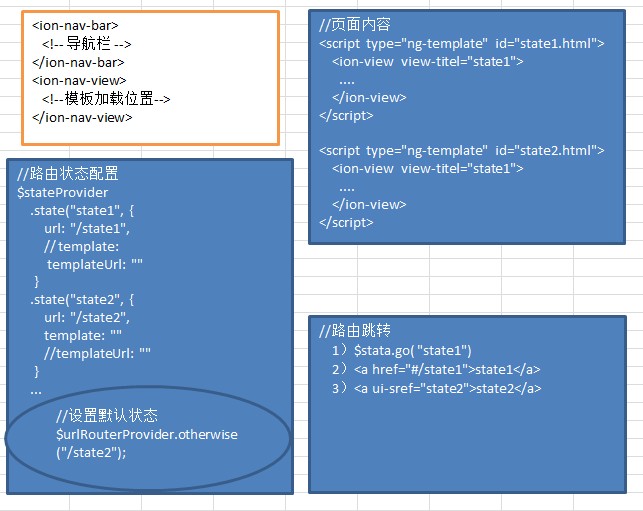 <ion-nav-bar>
<!-- 导航栏 -->
</ion-nav-bar>
<ion-nav-view>
<!--模板加载位置-->
</ion-nav-view>
//路由状态配置
$stateProvider
.state("state1", {
url: "/state1",
//template:
templateUrl: ""
}
.state("state2", {
url: "/state2",
template: ""
//templateUrl: ""
}
...
//设置默认状态
$urlRouterProvider.otherwise
("/state2");
//页面内容
<script type="ng-template" id="state1.html">
<ion-view view-titel="state1">
....
</ion-view>
</script>
<script type="ng-template" id="state2.html">
<ion-view view-titel="state1">
....
</ion-view>
</script>
//路由跳转
1）$stata.go( "state1")
2）<a href="#/state1">state1</a>
3）<a ui-sref="state2">state2</a>